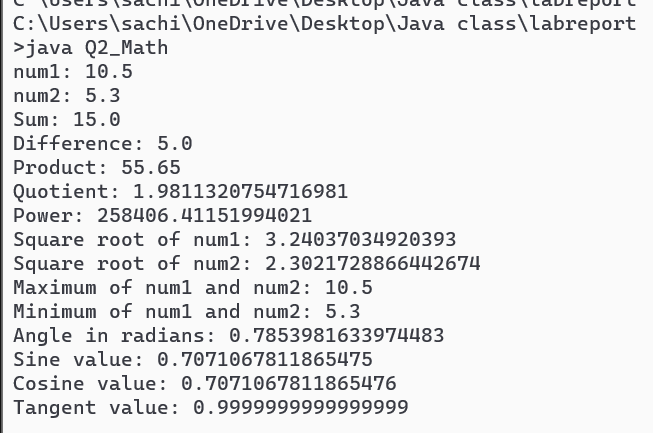 C:\Users\sachi\OneDrive\Desktop\Java class\labreport
C:\Users\sachi\OneDrive\Desktop\Java class\labreport
>java Q2_Math
num1: 10.5
num2: 5.3
Sum: 15.0
Difference: 5.0
Product: 55.65
Quotient: 1.9811320754716981
Power: 258406.41151994021
Square root of num1: 3.24037034920393
Square root of num2: 2.3021728866442674
Maximum of num1 and num2: 10.5
Minimum of num1 and num2: 5.3
Angle in radians: 0.7853981633974483
Sine value: 0.7071067811865475
Cosine value: 0.7071067811865476
Tangent value: 0.9999999999999999